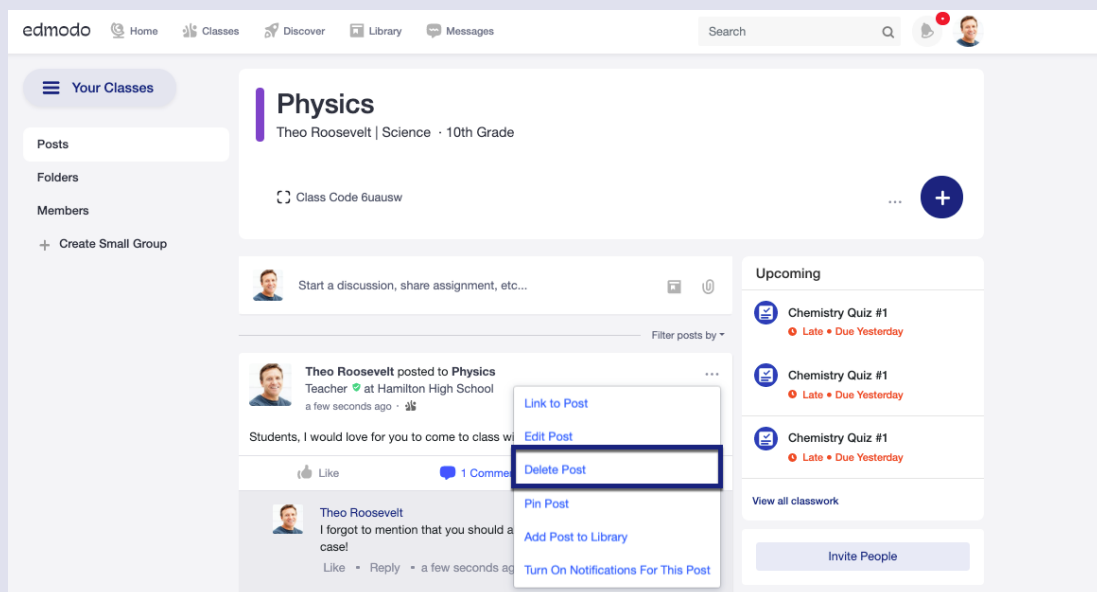 edmodo Home Classes Discover Library Messages Search
Your Classes
Posts
Folders
Members
Create Small Group
Physics
Theo Roosevelt | Science · 10th Grade
Class Code 6uausw
...
Start a discussion, share assignment, etc...
Filter posts by
Theo Roosevelt posted to Physics
Teacher at Hamilton High School
a few seconds ago ·
Students, I would love for you to come to class
Like 1
Link to Post
Edit Post
Delete Post
Pin Post
Add Post to Library
Turn On Notifications For This Post
Theo Roosevelt
I forgot to mention that you should
case!
Like • Reply • a few seconds
Upcoming
Chemistry Quiz #1
Late • Due Yesterday
Chemistry Quiz #1
Late • Due Yesterday
Chemistry Quiz #1
Late • Due Yesterday
View all classwork
Invite People